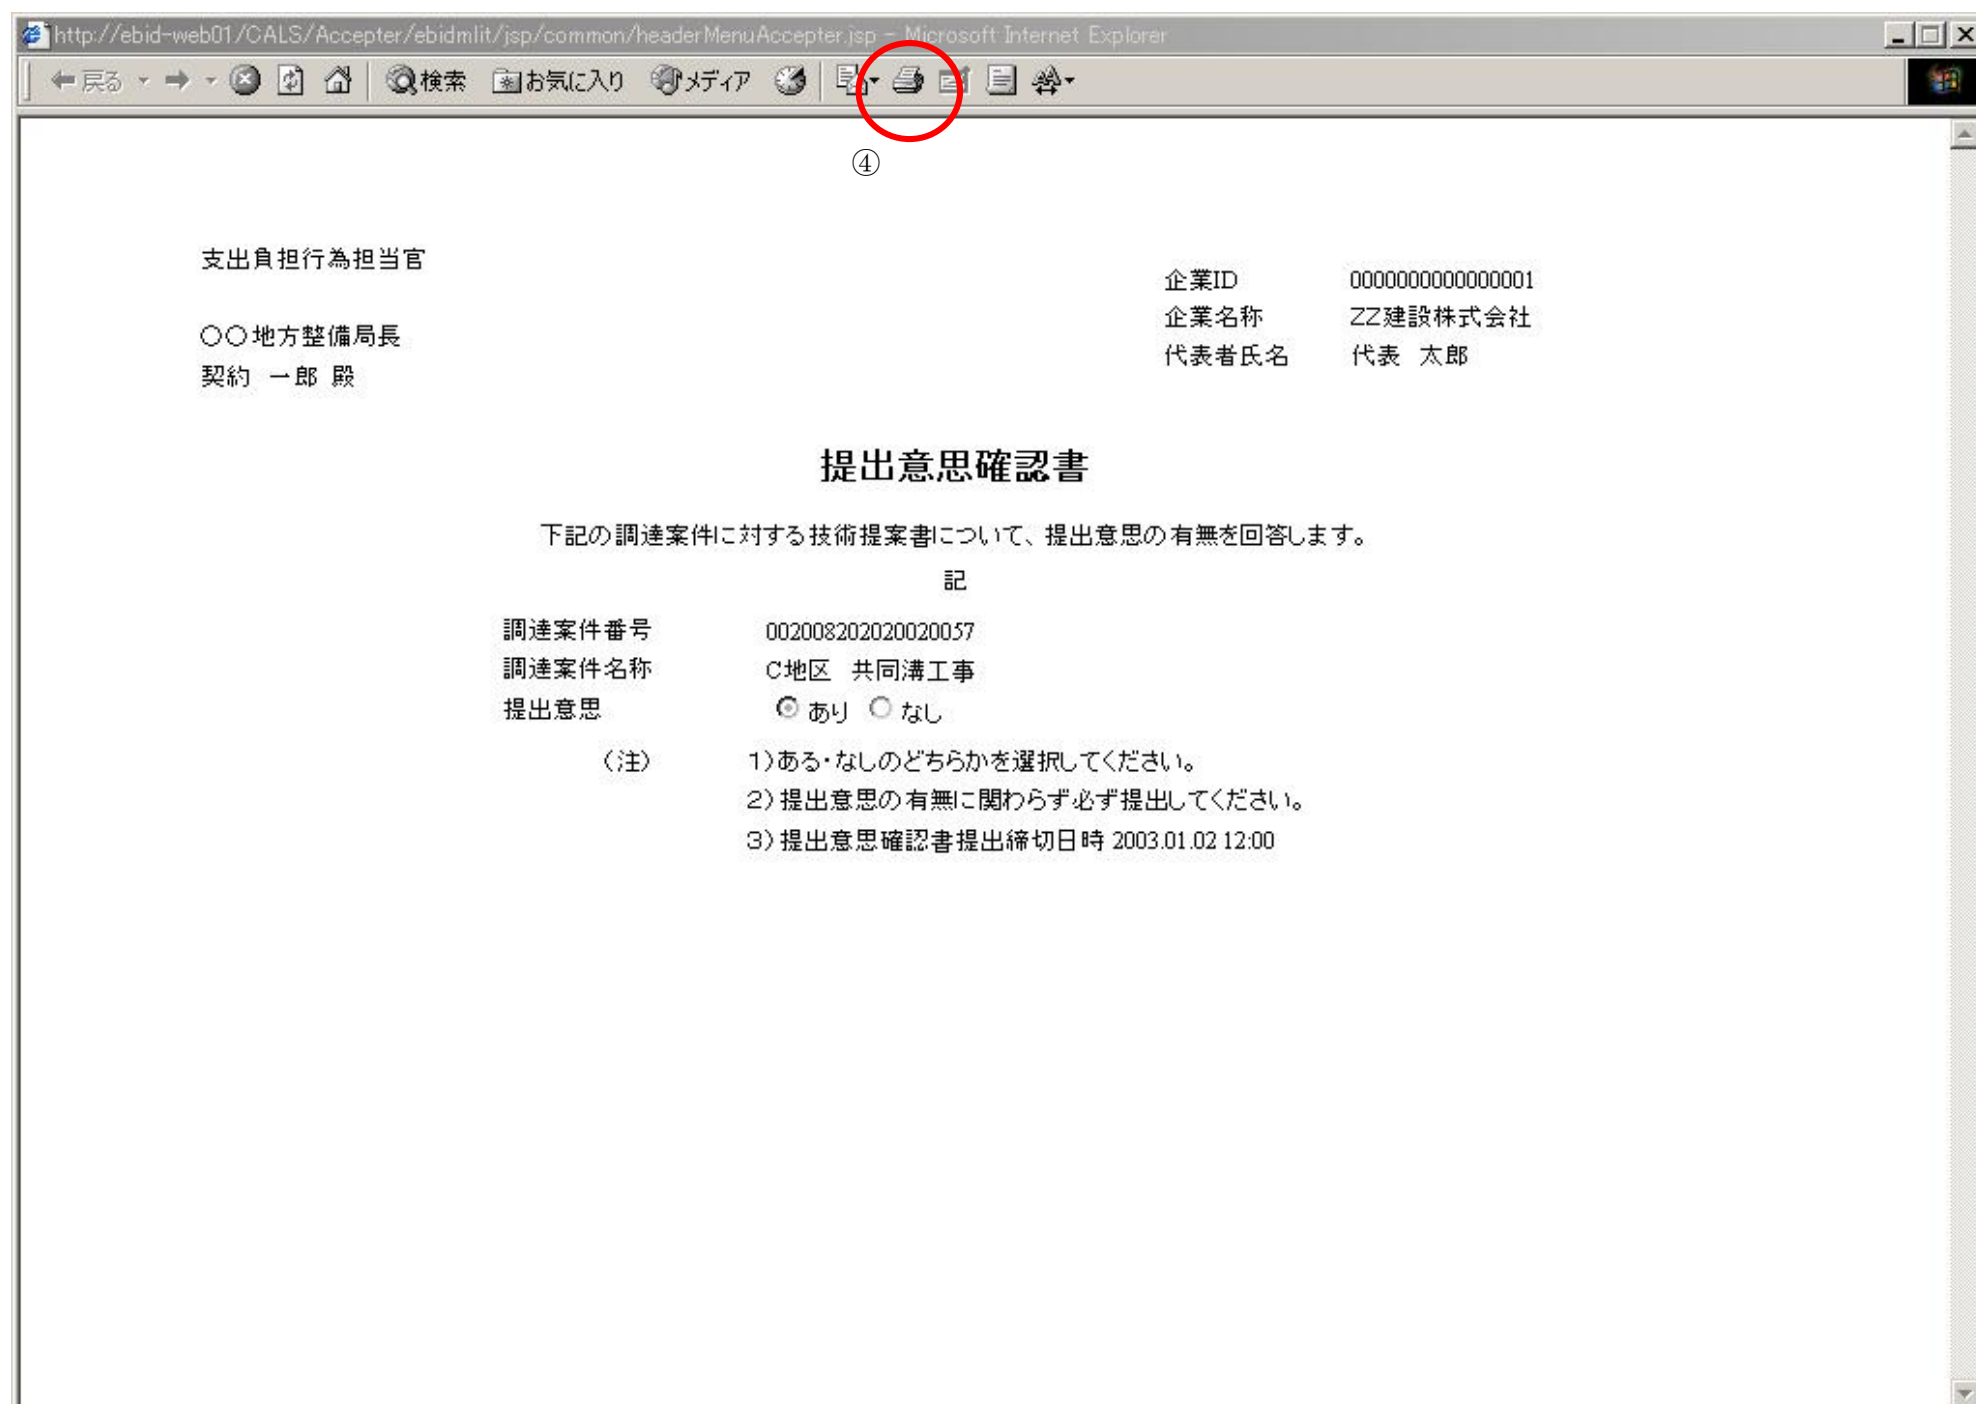 http://ebid-web01/CALS/Accepter/ebidmlit/jsp/common/headerMenuAccepter.jsp - Microsoft Internet Explorer
戻る 検索 お気に入り メディア
④
支出負担行為担当官
〇〇地方整備局長
契約 一郎 殿
企業ID 0000000000000001
企業名称 ZZ建設株式会社
代表者氏名 代表 太郎
提出意思確認書
下記の調達案件に対する技術提案書について、提出意思の有無を回答します。
記
調達案件番号 002008202020020057
調達案件名称 C地区 共同溝工事
提出意思 あり なし
（注） 1）ある・なしのどちらかを選択してください。
2）提出意思の有無に関わらず必ず提出してください。
3）提出意思確認書提出締切日時 2003.01.02 12:00